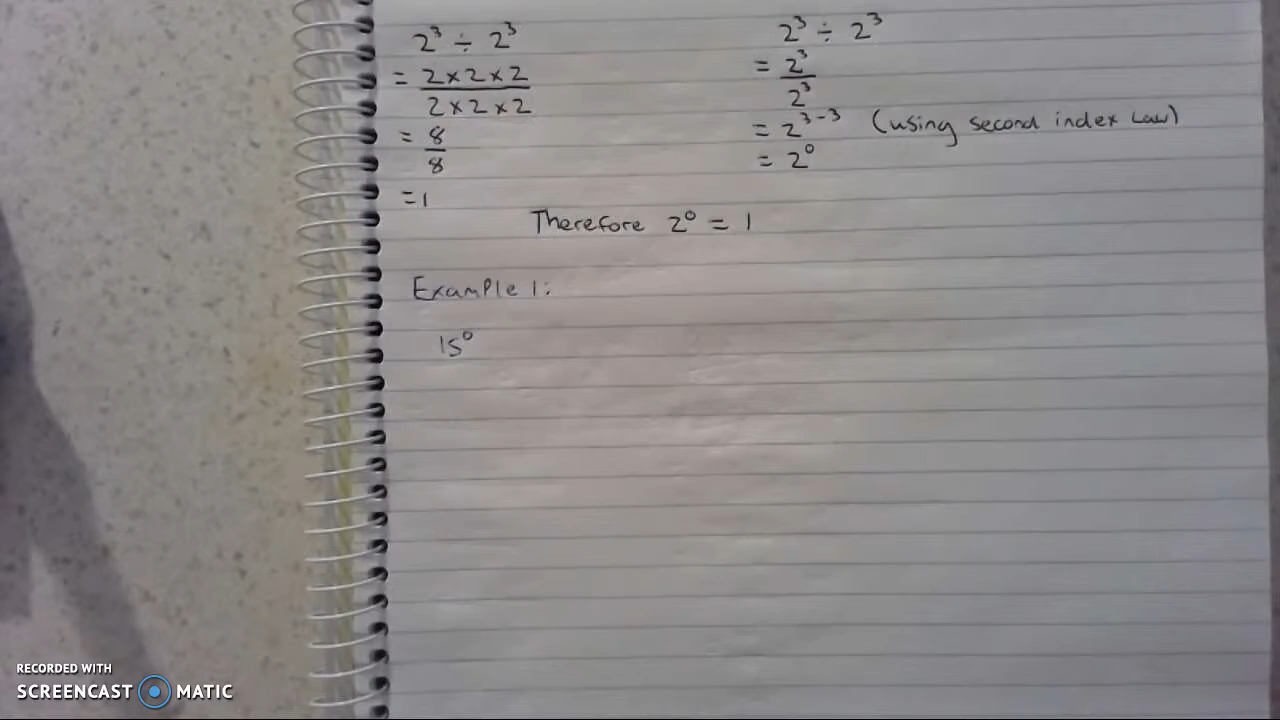 2³ ÷ 2³
= 2×2×2
2×2×2
= 8
8
=1
2³ ÷ 2³
= 2³
2³
= 2³⁻³ (using second index law)
= 2⁰
Therefore 2⁰ = 1
Example 1:
15⁰
RECORDED WITH
SCREENCAST MATIC